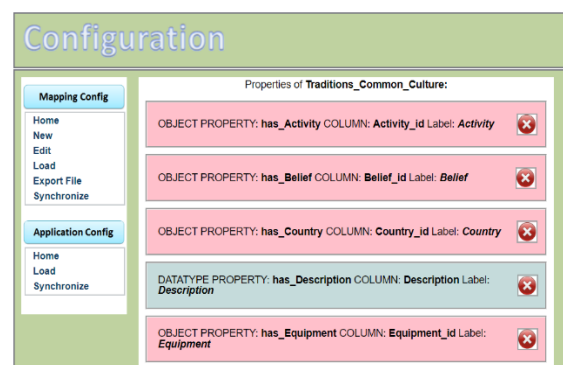 Configuration
Mapping Config
Home
New
Edit
Load
Export File
Synchronize
Application Config
Home
Load
Synchronize
Properties of Traditions_Common_Culture:
OBJECT PROPERTY: has_Activity COLUMN: Activity_id Label: Activity
OBJECT PROPERTY: has_Belief COLUMN: Belief_id Label: Belief
OBJECT PROPERTY: has_Country COLUMN: Country_id Label: Country
DATATYPE PROPERTY: has_Description COLUMN: Description Label:
Description
OBJECT PROPERTY: has_Equipment COLUMN: Equipment_id Label:
Equipment